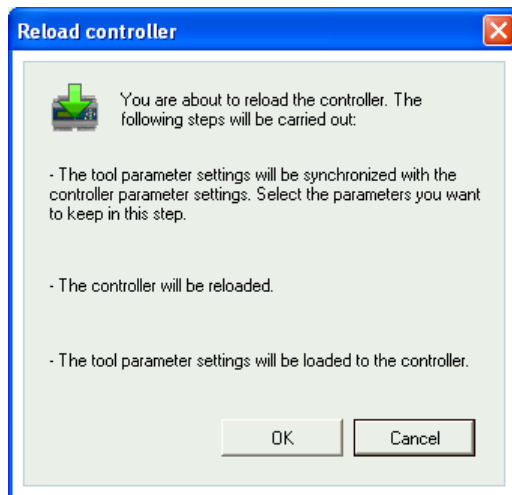 Reload controller
You are about to reload the controller. The
following steps will be carried out:
- The tool parameter settings will be synchronized with the
controller parameter settings. Select the parameters you want
to keep in this step.
- The controller will be reloaded.
- The tool parameter settings will be loaded to the controller.
OK
Cancel